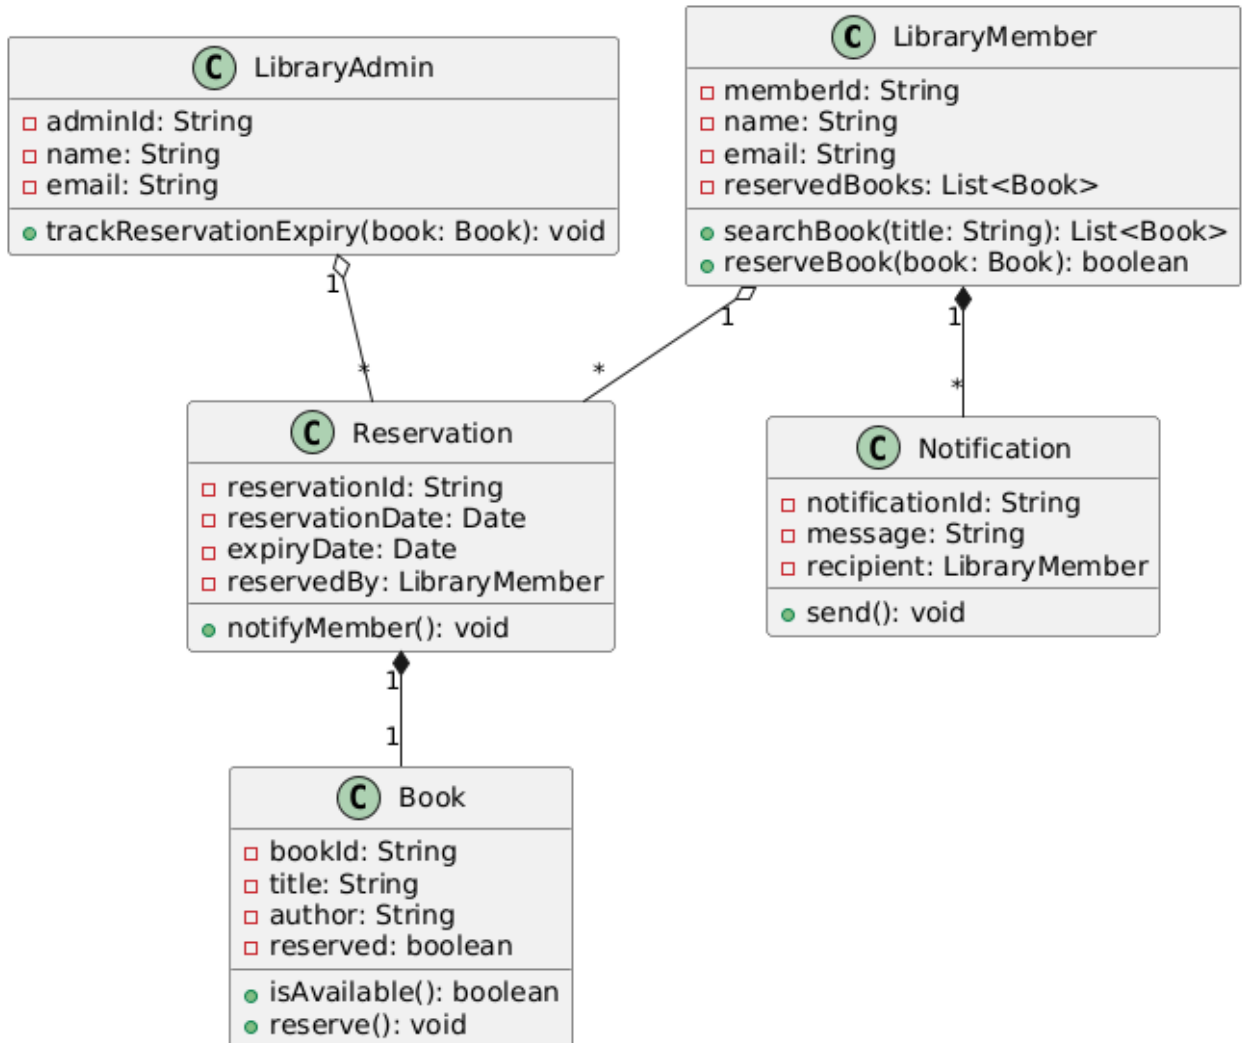 C LibraryAdmin
adminId: String
name: String
email: String
trackReservationExpiry(book: Book): void
C LibraryMember
memberId: String
name: String
email: String
reservedBooks: List<Book>
searchBook(title: String): List<Book>
reserveBook(book: Book): boolean
1
*
1
*
1
*
C Reservation
reservationId: String
reservationDate: Date
expiryDate: Date
reservedBy: LibraryMember
notifyMember(): void
C Notification
notificationId: String
message: String
recipient: LibraryMember
send(): void
1
1
C Book
bookId: String
title: String
author: String
reserved: boolean
isAvailable(): boolean
reserve(): void